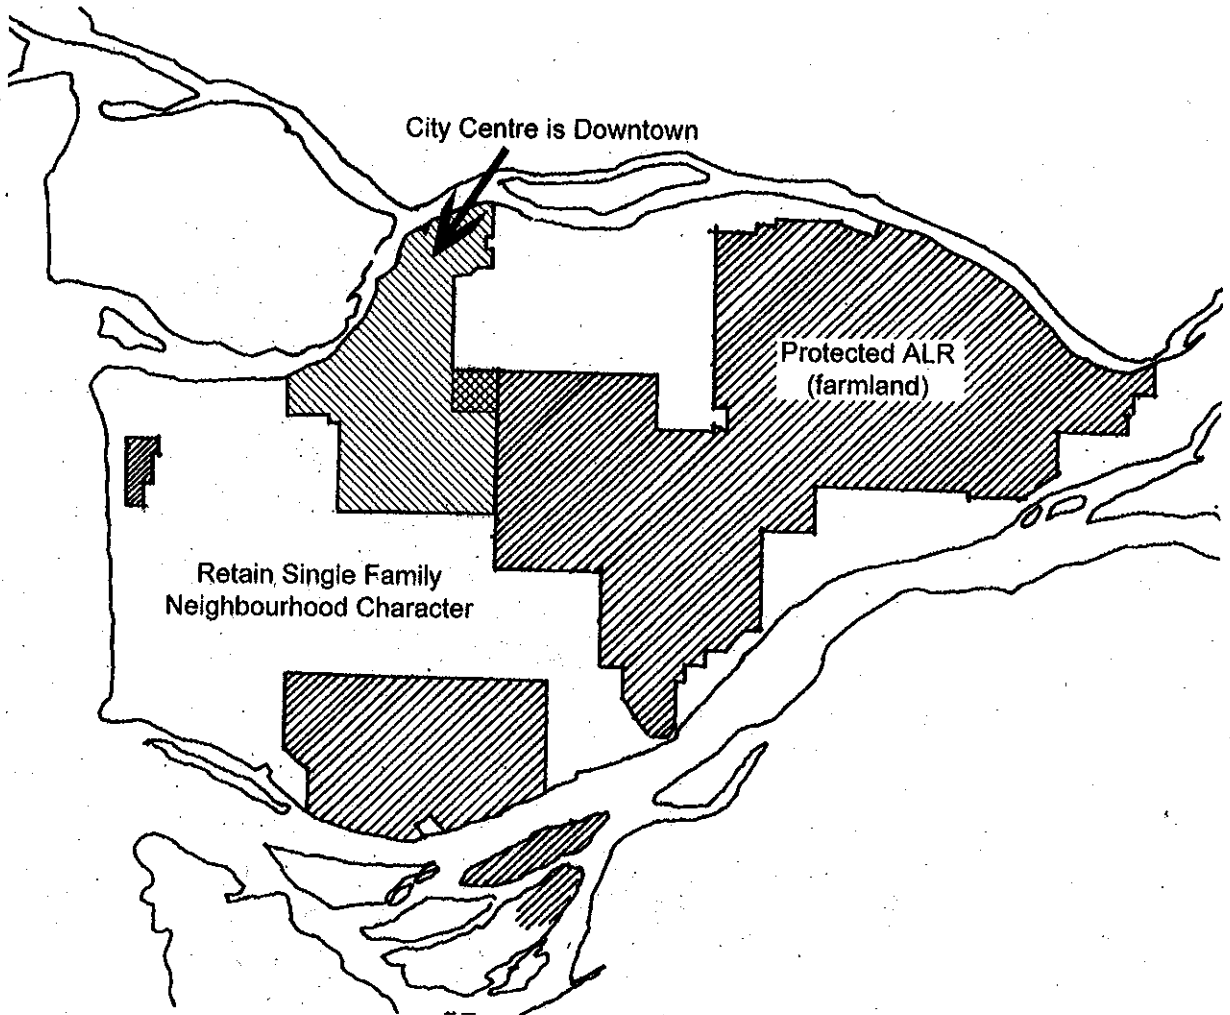 City Centre is Downtown
Protected ALR
(farmland)
Retain Single Family
Neighbourhood Character